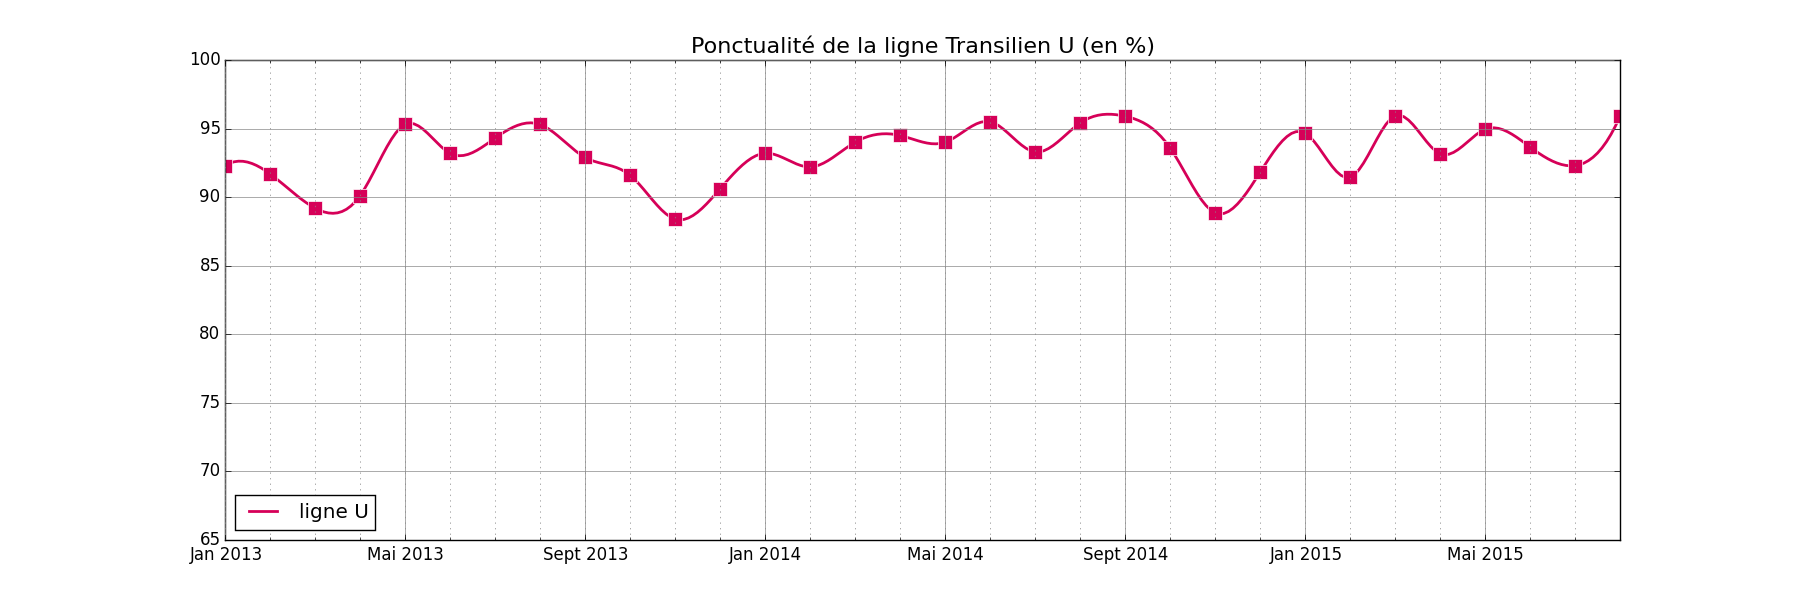 Ponctualité de la ligne Transilien U (en %)
100
95
90
85
80
75
70
65
ligne U
Jan 2013 Mai 2013 Sept 2013 Jan 2014 Mai 2014 Sept 2014 Jan 2015 Mai 2015